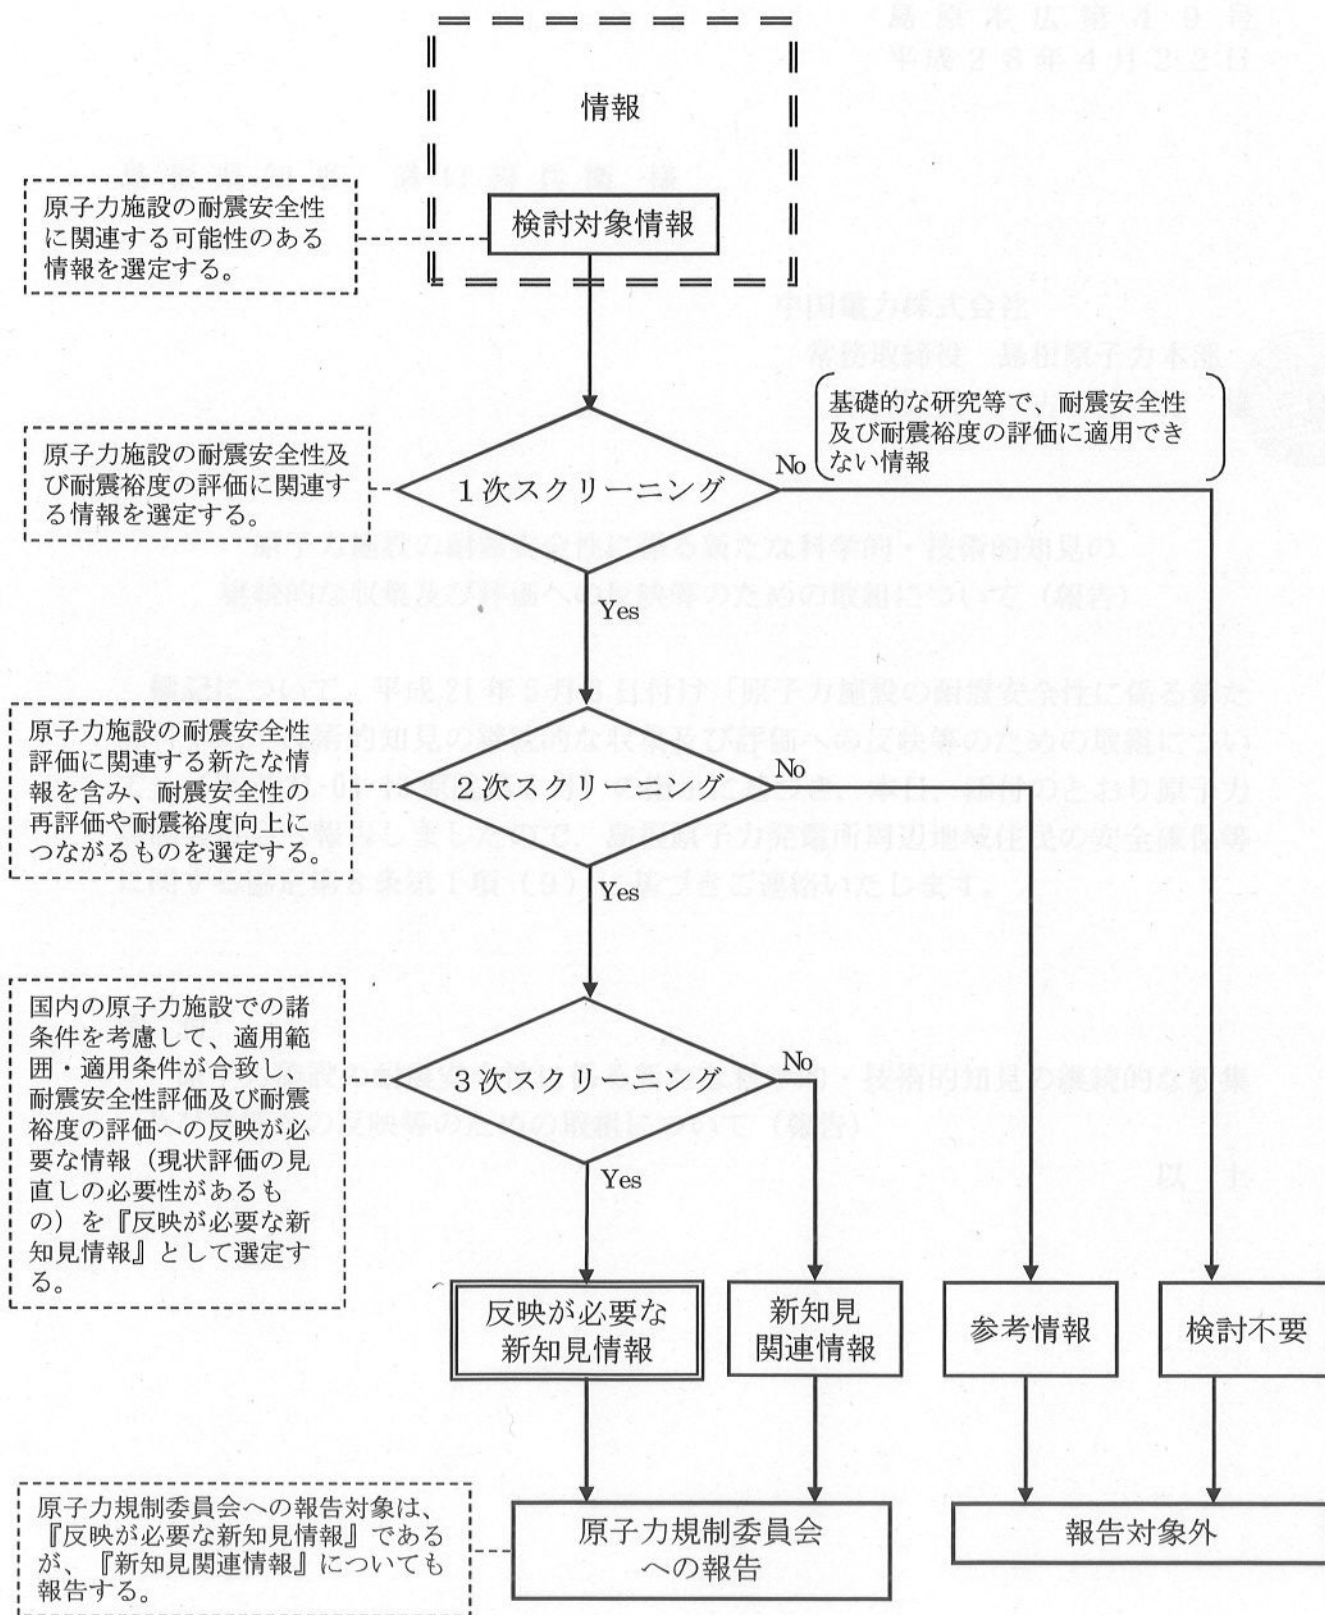 情報
検討対象情報
原子力施設の耐震安全性
に関連する可能性のある
情報を選定する。
基礎的な研究等で、耐震安全性
及び耐震裕度の評価に適用でき
ない情報
原子力施設の耐震安全性及
び耐震裕度の評価に関連す
る情報を選定する。
1次スクリーニング
No
Yes
原子力施設の耐震安全性
評価に関連する新たな情
報を含み、耐震安全性の
再評価や耐震裕度向上に
つながるものを選定する。
2次スクリーニング
No
Yes
国内の原子力施設での諸
条件を考慮して、適用範
囲・適用条件が合致し、
耐震安全性評価及び耐震
裕度の評価への反映が必
要な情報（現状評価の見
直しの必要性があるも
の）を『反映が必要な新
知見情報』として選定す
る。
3次スクリーニング
No
Yes
反映が必要な
新知見情報
新知見
関連情報
参考情報
検討不要
原子力規制委員会への報告対象は、
『反映が必要な新知見情報』である
が、『新知見関連情報』についても
報告する。
原子力規制委員会
への報告
報告対象外